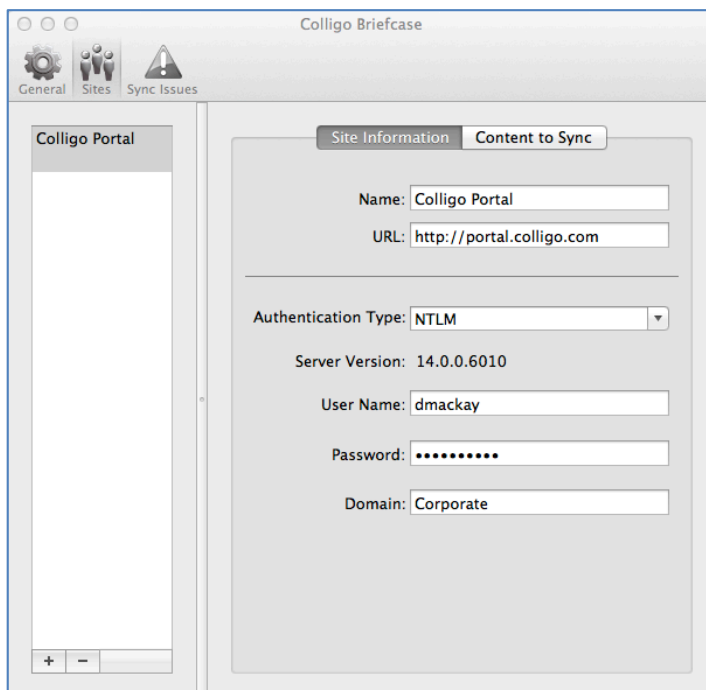 Colligo Briefcase
General Sites Sync Issues
Colligo Portal
Site Information Content to Sync
Name: Colligo Portal
URL: http://portal.colligo.com
Authentication Type: NTLM
Server Version: 14.0.0.6010
User Name: dmackay
Password: ••••••••••
Domain: Corporate
+ −